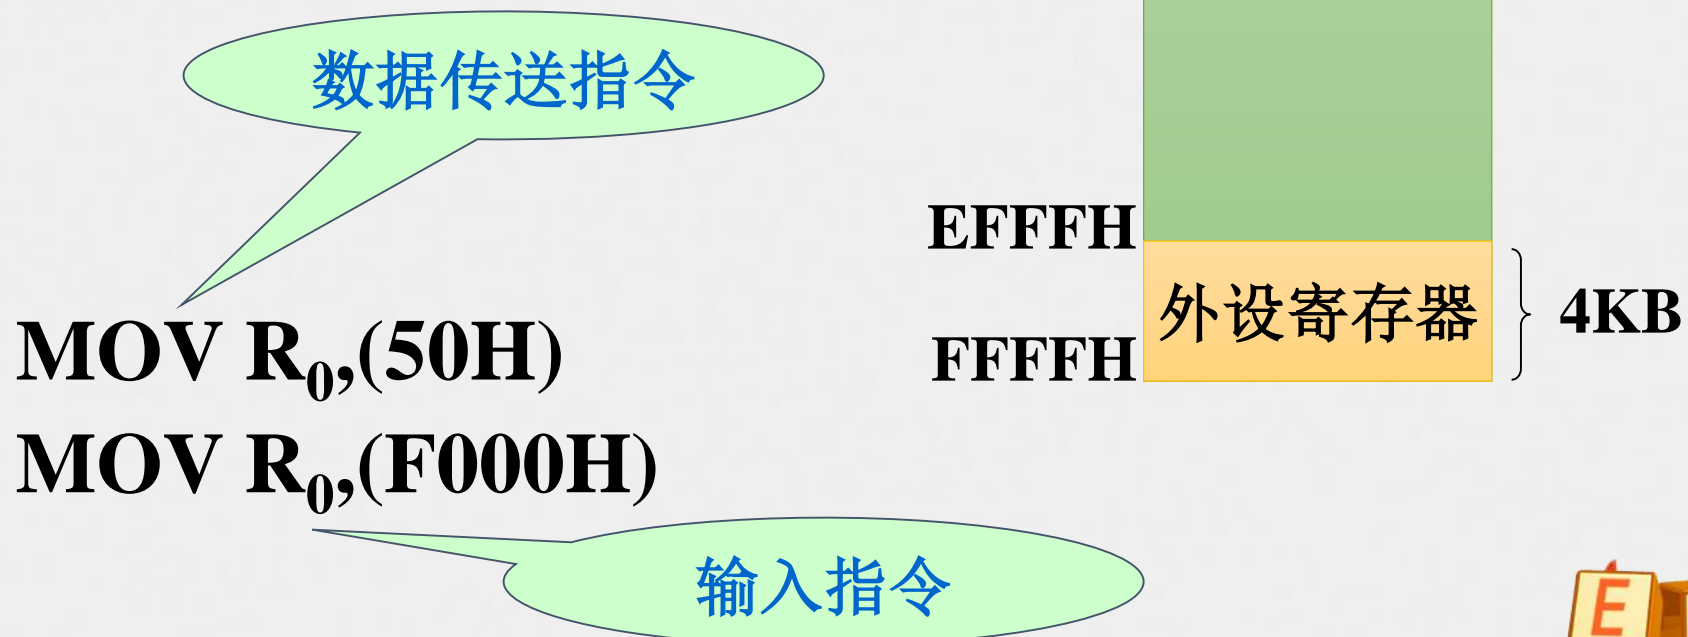 数据传送指令
EFFFH
外设寄存器
4KB
FFFFH
MOV R₀,(50H)
MOV R₀,(F000H)
输入指令
E